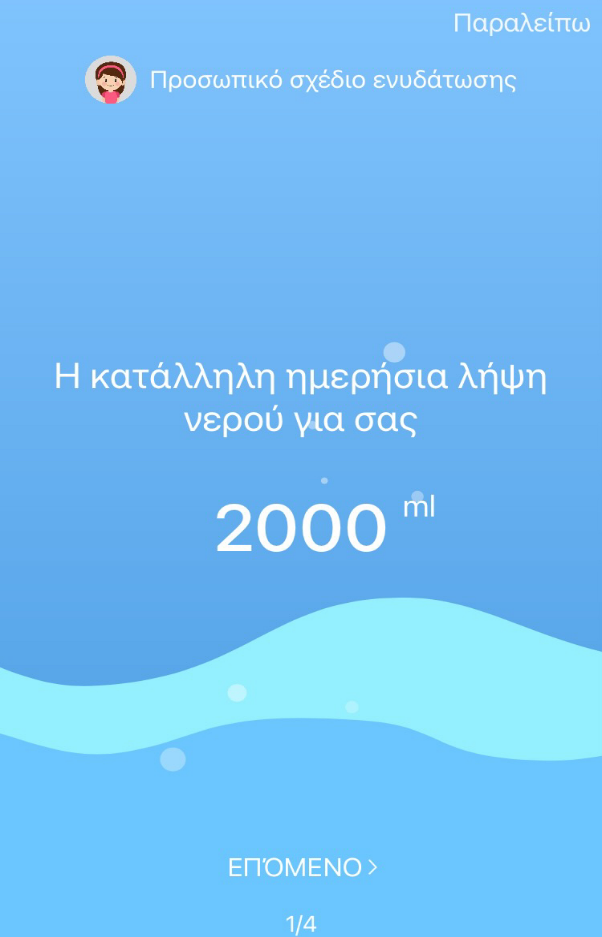 Παραλείπω
Προσωπικό σχέδιο ενυδάτωσης
Η κατάλληλη ημερήσια λήψη
νερού για σας
2000 ml
ΕΠΌΜΕΝΟ >
1/4